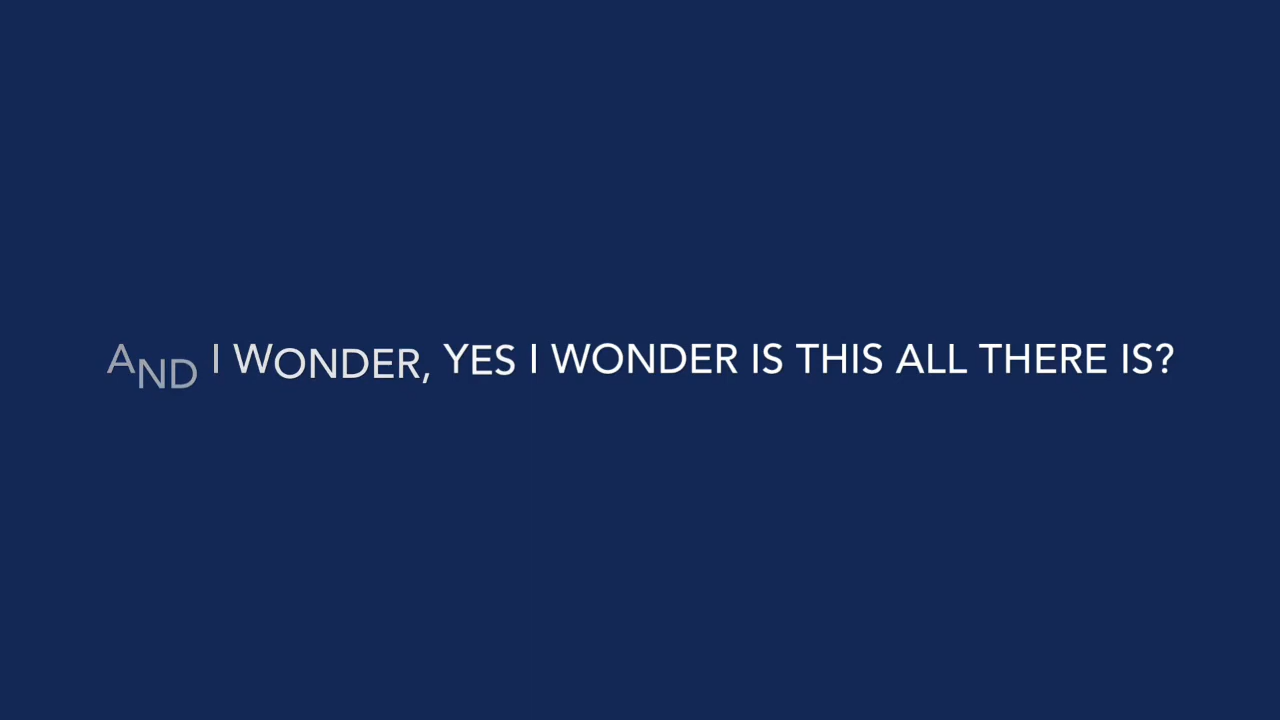 AND I WONDER, YES I WONDER IS THIS ALL THERE IS?